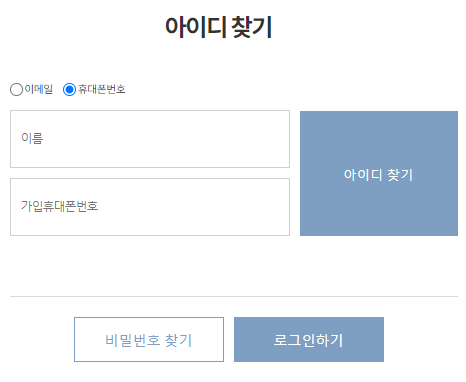 아이디 찾기
이메일 휴대폰번호
이름
아이디 찾기
가입휴대폰번호
비밀번호 찾기 로그인하기